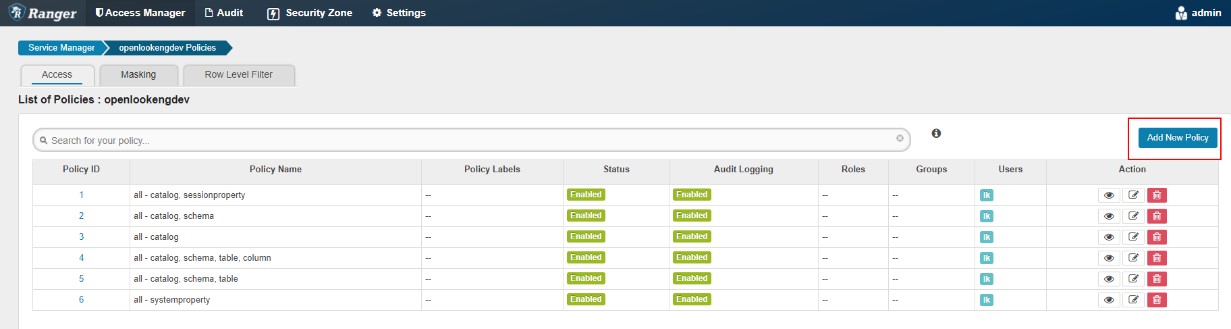 Ranger Access Manager Audit Security Zone Settings admin
Service Manager openlookengdev Policies
Access Masking Row Level Filter
List of Policies : openlookengdev
Search for your policy... Add New Policy
Policy ID Policy Name Policy Labels Status Audit Logging Roles Groups Users Action
1 all - catalog, sessionproperty -- Enabled Enabled -- -- lk
2 all - catalog, schema -- Enabled Enabled -- -- lk
3 all - catalog -- Enabled Enabled -- -- lk
4 all - catalog, schema, table, column -- Enabled Enabled -- -- lk
5 all - catalog, schema, table -- Enabled Enabled -- -- lk
6 all - systemproperty -- Enabled Enabled -- -- lk